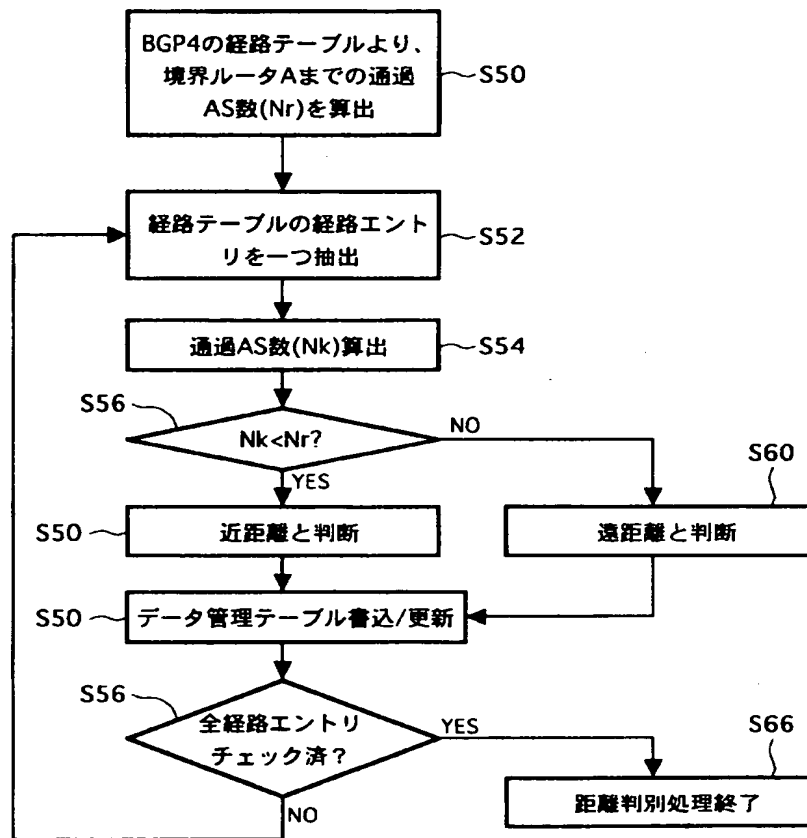 BGP4の経路テーブルより、
境界ルータAまでの通過
AS数(Nr)を算出
S50
経路テーブルの経路エント
リを一つ抽出
S52
通過AS数(Nk)算出
S54
S56
Nk<Nr?
NO
YES
S60
S50
近距離と判断
遠距離と判断
S50
データ管理テーブル書込/更新
S56
全経路エントリ
チェック済?
YES
NO
S66
距離判別処理終了